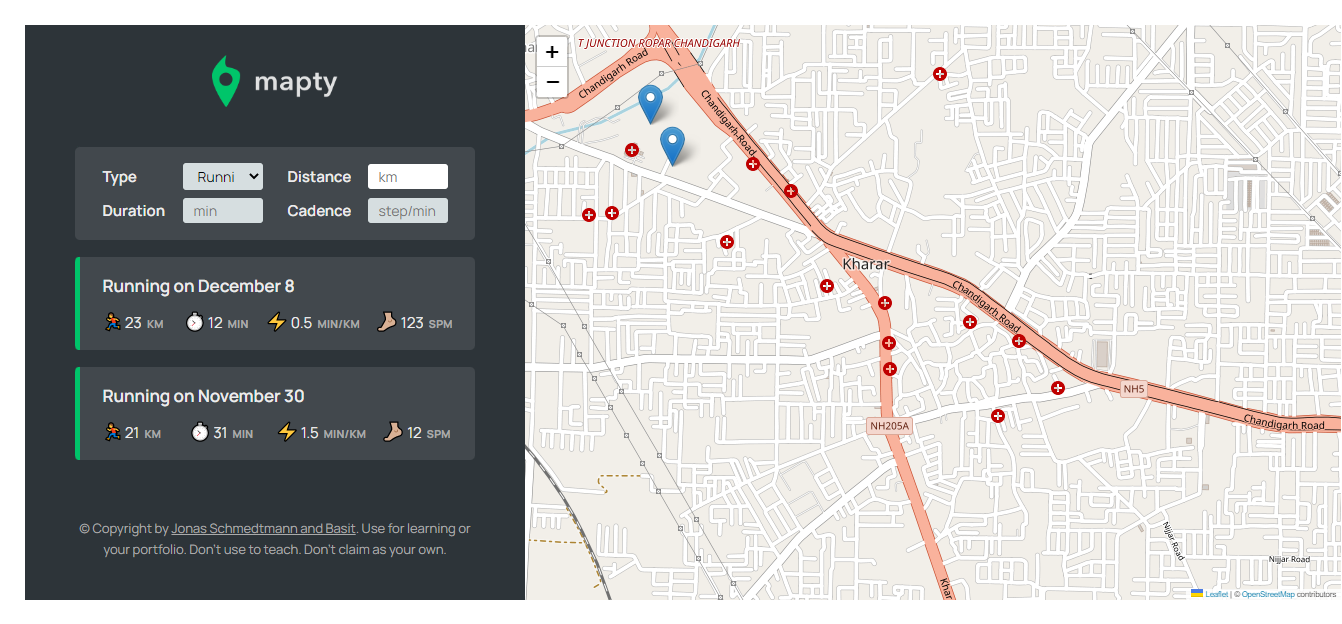 mapty
Type Runni Distance km
Duration min Cadence step/min
Running on December 8
23 KM 12 MIN 0.5 MIN/KM 123 SPM
Running on November 30
21 KM 31 MIN 1.5 MIN/KM 12 SPM
© Copyright by Jonas Schmedtmann and Basit. Use for learning or
your portfolio. Don't use to teach. Don't claim as your own.
+
−
T JUNCTION ROPAR CHANDIGARH
Chandigarh Road
Chandigarh Road
Kharar
Chandigarh Road
NH5
Chandigarh Road
NH205A
Nijjar Road
Nijjar Road
Khar
Leaflet | © OpenStreetMap contributors